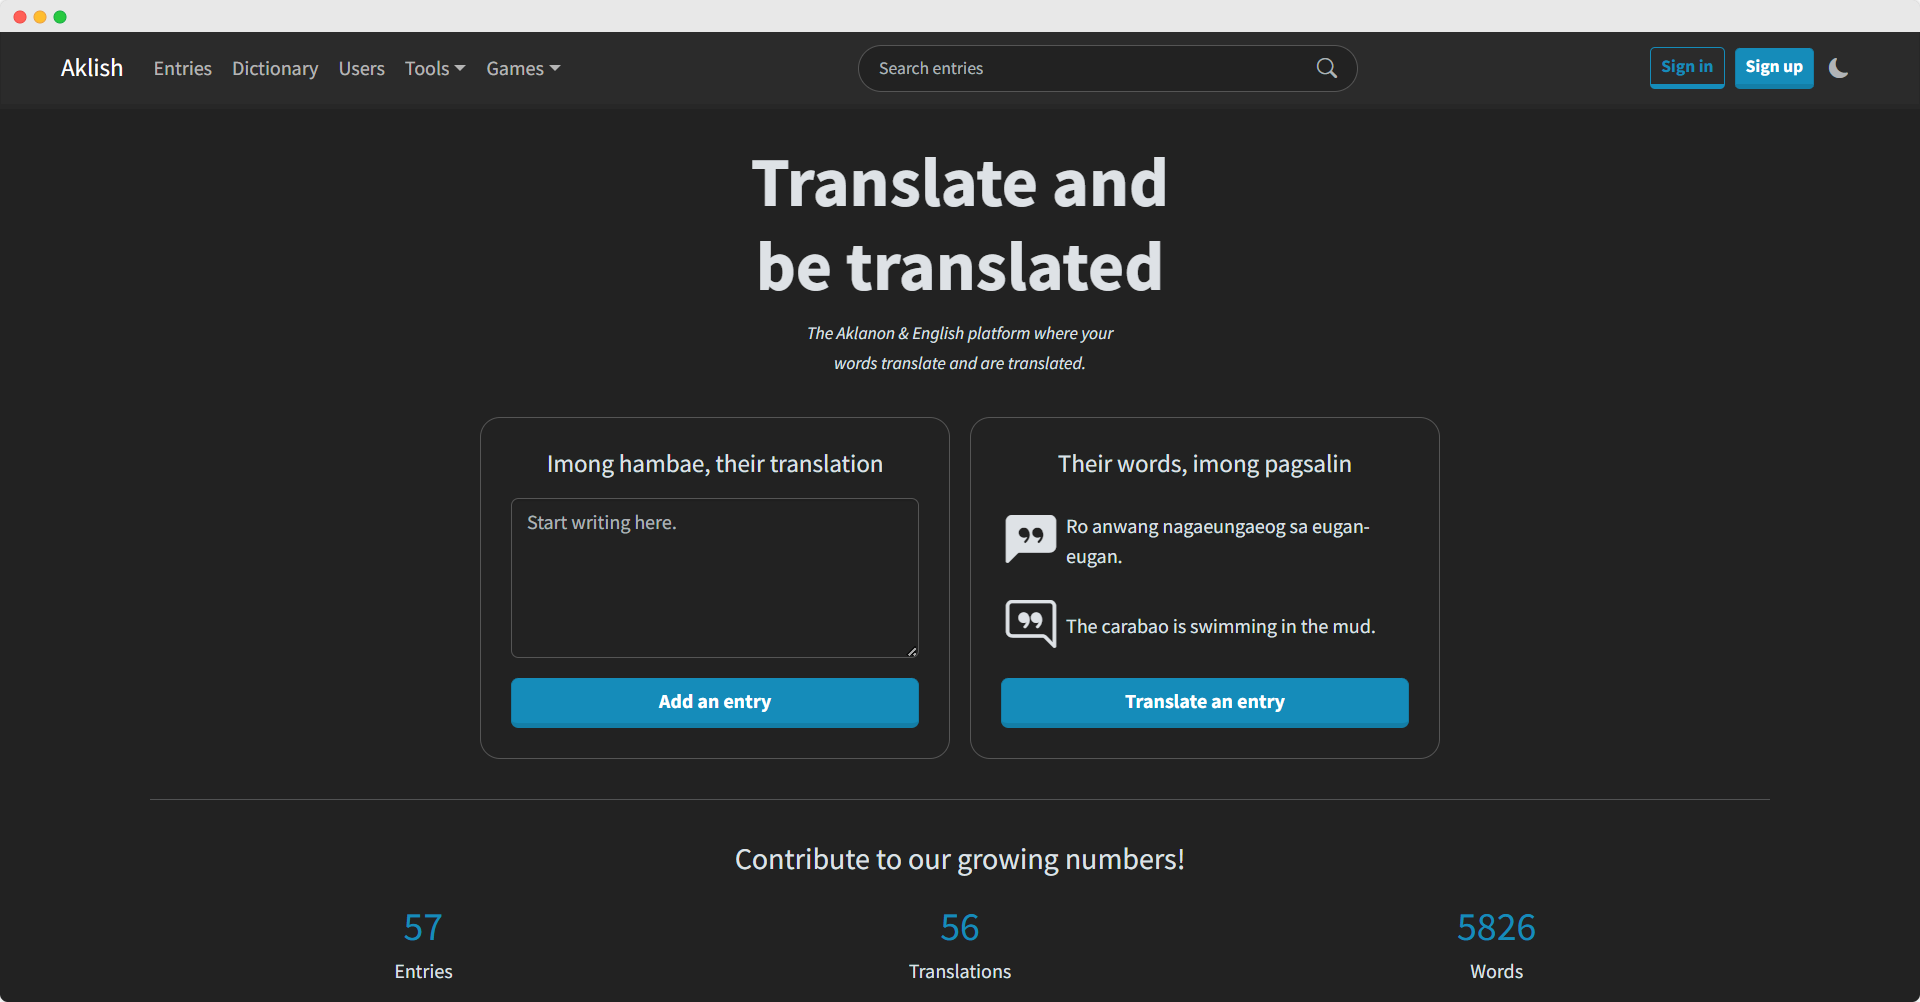 Aklish
Entries
Dictionary
Users
Tools
Games
Search entries
Sign in
Sign up
Translate and
be translated
The Aklanon & English platform where your
words translate and are translated.
Imong hambae, their translation
Start writing here.
Add an entry
Their words, imong pagsalin
Ro anwang nagaeungaeog sa eugan-
eugan.
The carabao is swimming in the mud.
Translate an entry
Contribute to our growing numbers!
57
Entries
56
Translations
5826
Words